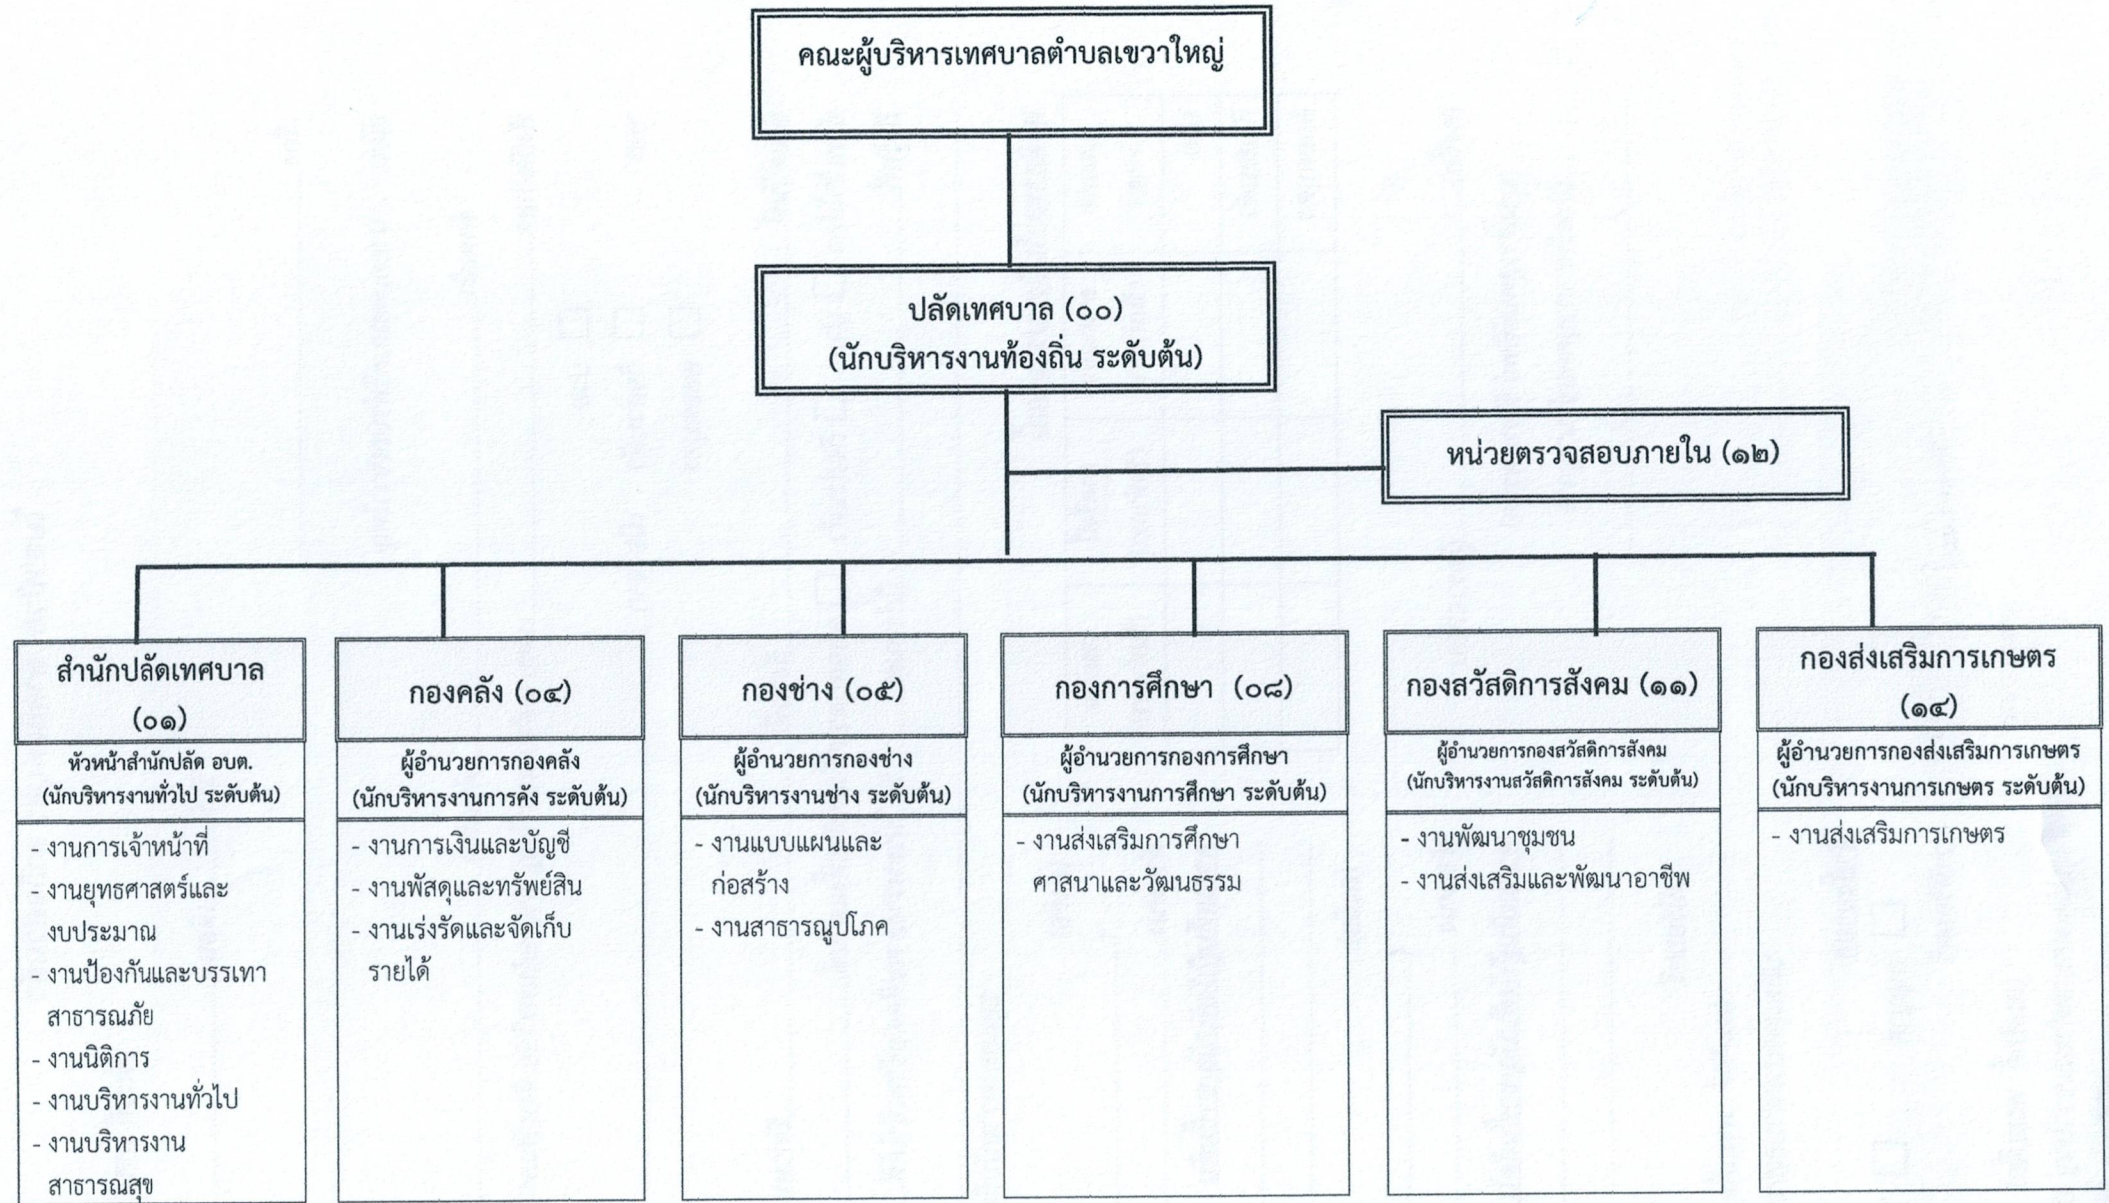 คณะผู้บริหารเทศบาลตำบลเขวาใหญ่
ปลัดเทศบาล (๐๐)
(นักบริหารงานท้องถิ่น ระดับต้น)
หน่วยตรวจสอบภายใน (๑๒)
สำนักปลัดเทศบาล
(๐๑)
หัวหน้าสำนักปลัด อบต.
(นักบริหารงานทั่วไป ระดับต้น)
- งานการเจ้าหน้าที่
- งานยุทธศาสตร์และ
งบประมาณ
- งานป้องกันและบรรเทา
สาธารณภัย
- งานนิติการ
- งานบริหารงานทั่วไป
- งานบริหารงาน
สาธารณสุข
กองคลัง (๐๔)
ผู้อำนวยการกองคลัง
(นักบริหารงานการคัง ระดับต้น)
- งานการเงินและบัญชี
- งานพัสดุและทรัพย์สิน
- งานเร่งรัดและจัดเก็บ
รายได้
กองช่าง (๐๕)
ผู้อำนวยการกองช่าง
(นักบริหารงานช่าง ระดับต้น)
- งานแบบแผนและ
ก่อสร้าง
- งานสาธารณูปโภค
กองการศึกษา (๐๘)
ผู้อำนวยการกองการศึกษา
(นักบริหารงานการศึกษา ระดับต้น)
- งานส่งเสริมการศึกษา
ศาสนาและวัฒนธรรม
กองสวัสดิการสังคม (๑๑)
ผู้อำนวยการกองสวัสดิการสังคม
(นักบริหารงานสวัสดิการสังคม ระดับต้น)
- งานพัฒนาชุมชน
- งานส่งเสริมและพัฒนาอาชีพ
กองส่งเสริมการเกษตร
(๑๔)
ผู้อำนวยการกองส่งเสริมการเกษตร
(นักบริหารงานการเกษตร ระดับต้น)
- งานส่งเสริมการเกษตร